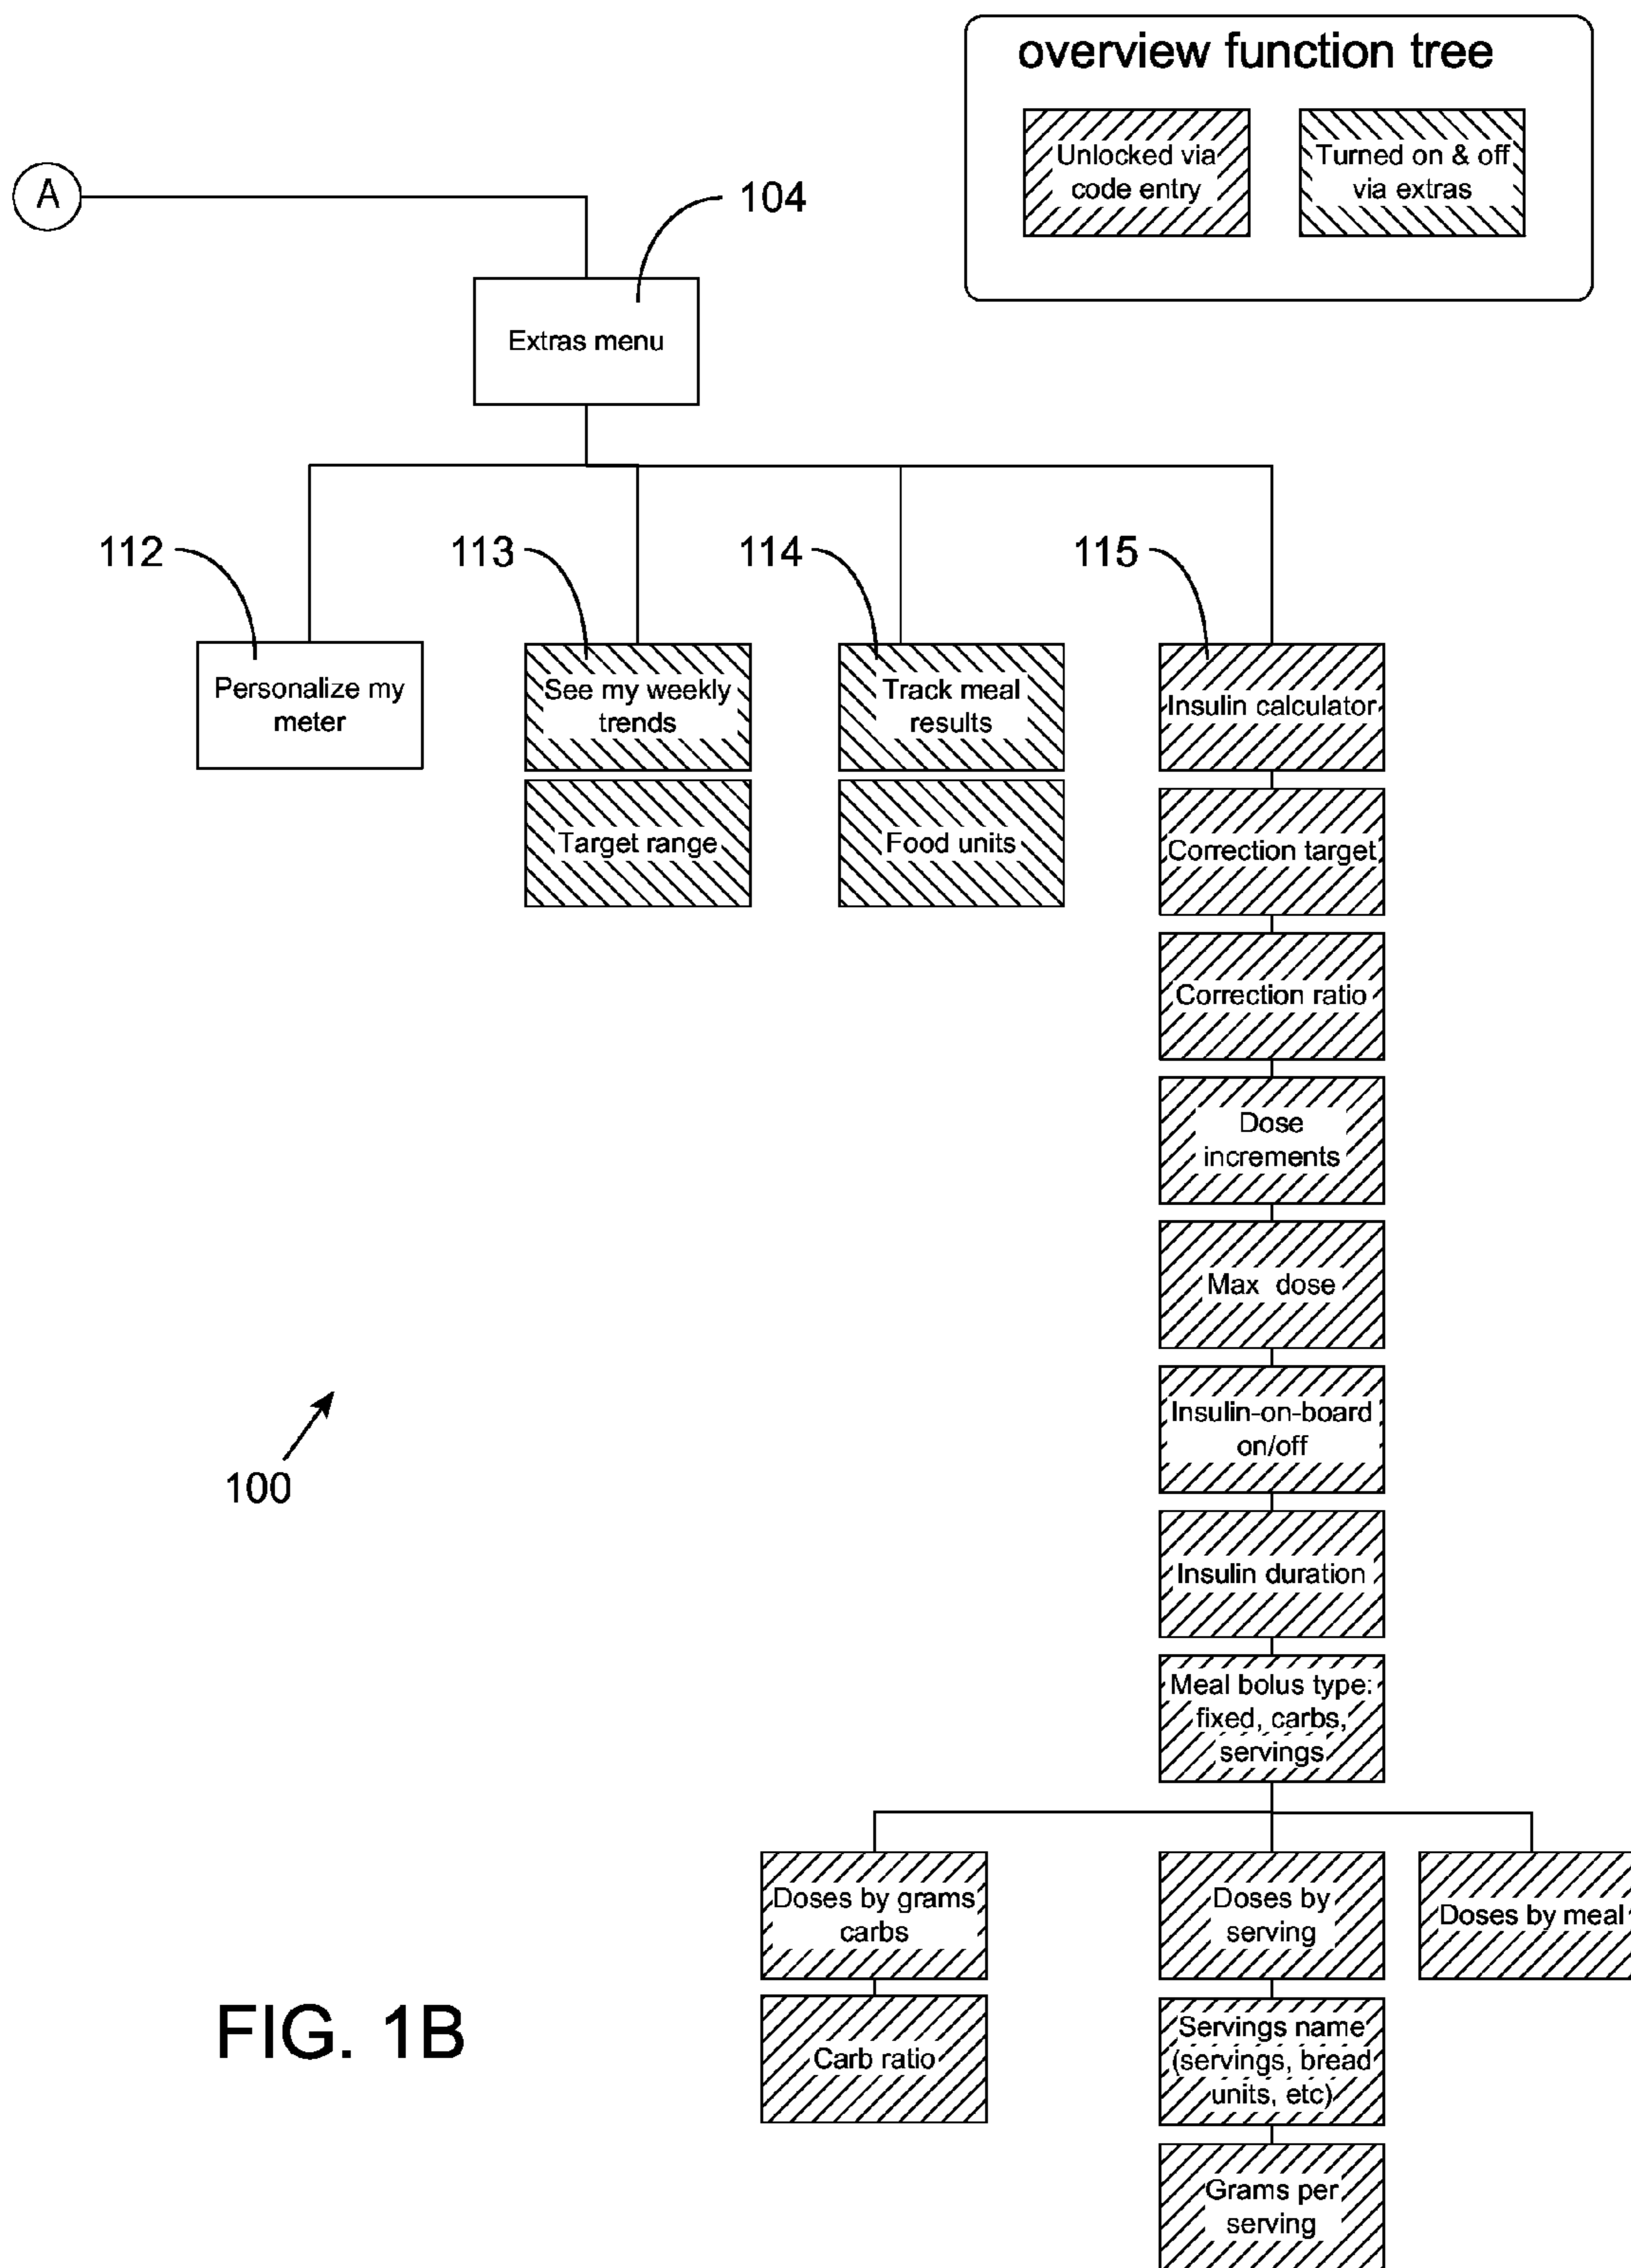 overview function tree
Unlocked via
code entry
Turned on & off
via extras
A
104
Extras menu
112
113
114
115
Personalize my
meter
See my weekly
trends
Track meal
results
Insulin calculator
Target range
Food units
Correction target
Correction ratio
Dose
increments
Max dose
Insulin-on-board
on/off
100
Insulin duration
Meal bolus type:
fixed, carbs,
servings
Doses by grams
carbs
Doses by
serving
Doses by meal
Carb ratio
Servings name
(servings, bread
units, etc)
Grams per
serving
FIG. 1B